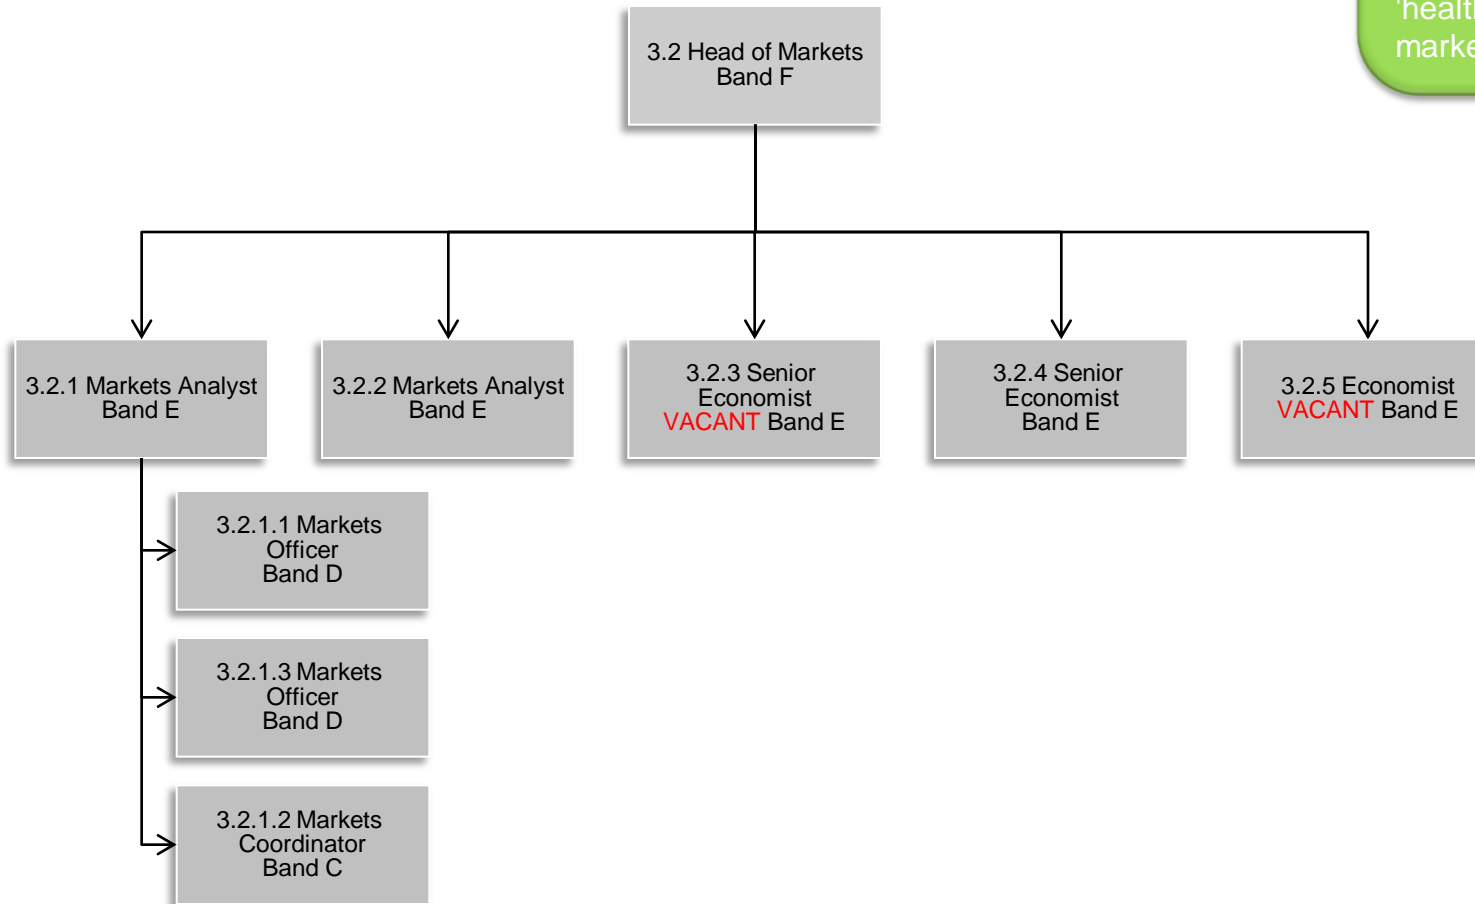 3.2 Head of Markets
Band F
3.2.1 Markets Analyst
Band E
3.2.2 Markets Analyst
Band E
3.2.3 Senior
Economist
VACANT Band E
3.2.4 Senior
Economist
Band E
3.2.5 Economist
VACANT Band E
3.2.1.1 Markets
Officer
Band D
3.2.1.3 Markets
Officer
Band D
3.2.1.2 Markets
Coordinator
Band C